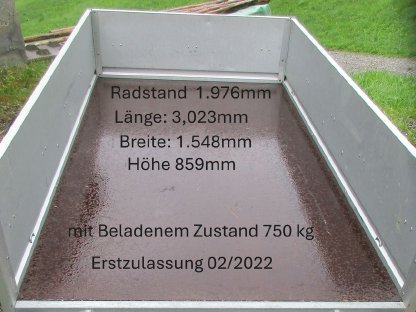 Radstand 1.976mm
Länge: 3,023mm
Breite: 1.548mm
Höhe 859mm
mit Beladenem Zustand 750 kg
Erstzulassung 02/2022